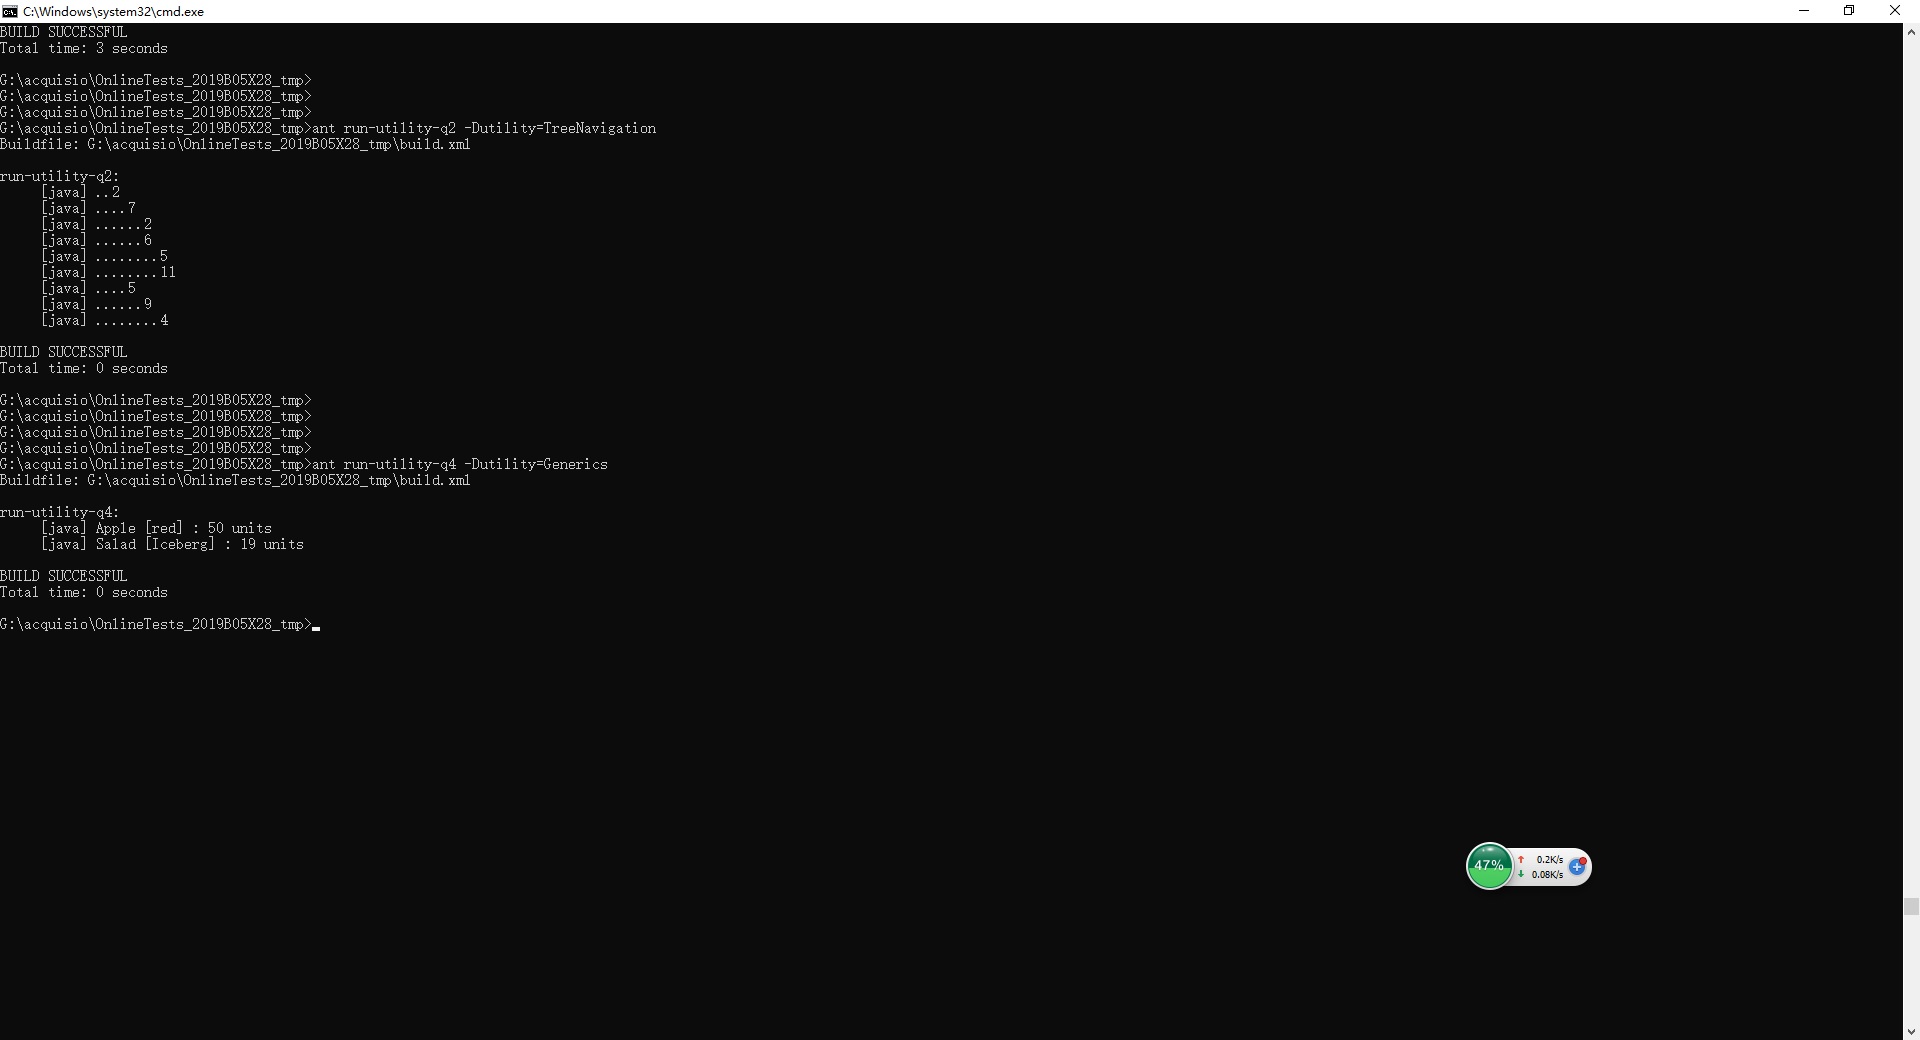 C:\Windows\system32\cmd.exe
BUILD SUCCESSFUL
Total time: 3 seconds
G:\acquisio\OnlineTests_2019B05X28_tmp>
G:\acquisio\OnlineTests_2019B05X28_tmp>
G:\acquisio\OnlineTests_2019B05X28_tmp>
G:\acquisio\OnlineTests_2019B05X28_tmp>ant run-utility-q2 -Dutility=TreeNavigation
Buildfile: G:\acquisio\OnlineTests_2019B05X28_tmp\build.xml
run-utility-q2:
[java] ..2
[java] ....7
[java] ......2
[java] ......6
[java] ........5
[java] ........11
[java] ....5
[java] ......9
[java] ........4
BUILD SUCCESSFUL
Total time: 0 seconds
G:\acquisio\OnlineTests_2019B05X28_tmp>
G:\acquisio\OnlineTests_2019B05X28_tmp>
G:\acquisio\OnlineTests_2019B05X28_tmp>
G:\acquisio\OnlineTests_2019B05X28_tmp>
G:\acquisio\OnlineTests_2019B05X28_tmp>ant run-utility-q4 -Dutility=Generics
Buildfile: G:\acquisio\OnlineTests_2019B05X28_tmp\build.xml
run-utility-q4:
[java] Apple [red] : 50 units
[java] Salad [Iceberg] : 19 units
BUILD SUCCESSFUL
Total time: 0 seconds
G:\acquisio\OnlineTests_2019B05X28_tmp>
47%
0.2K/s
0.08K/s